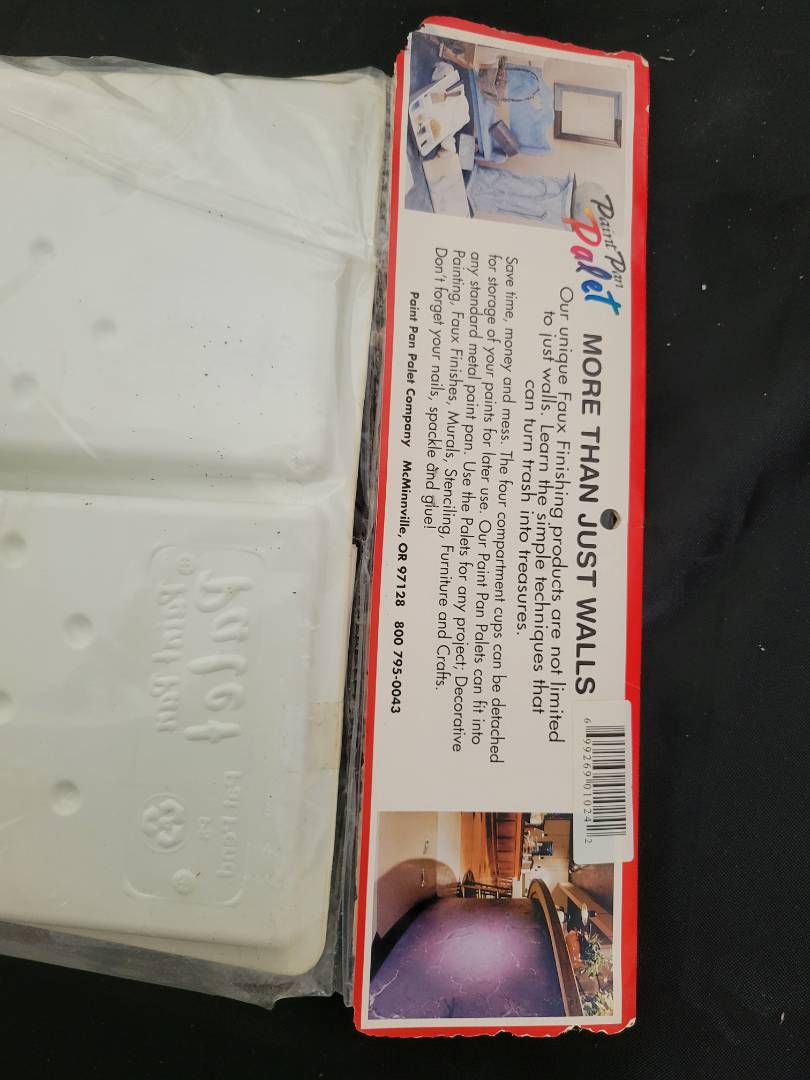 Paint Pan
Palet
MORE THAN JUST WALLS
Our unique Faux Finishing products are not limited
to just walls. Learn the simple techniques that
can turn trash into treasures.
Save time, money and mess. The four compartment cups can be detached
for storage of your paints for later use. Our Paint Pan Palets can fit into
any standard metal paint pan. Use the Palets for any project; Decorative
Painting, Faux Finishes, Murals, Stenciling, Furniture and Crafts.
Don't forget your nails, spackle and glue!
Paint Pan Palet Company McMinnville, OR 97128 800 795-0043
6 99269 01024 2